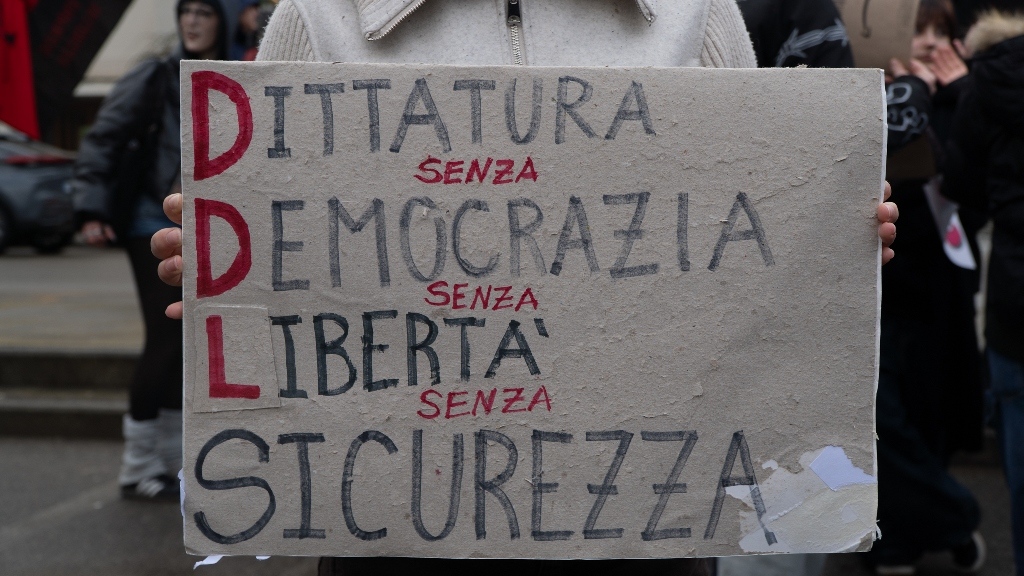 DITTATURA
SENZA
DEMOCRAZIA
SENZA
LIBERTA'
SENZA
SICUREZZA